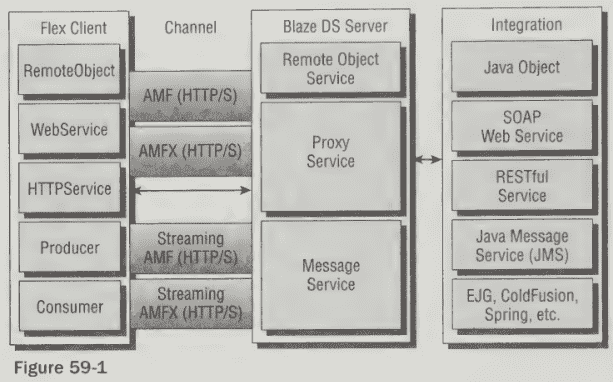 Flex Client
RemoteObject
WebService
HTTPService
Producer
Consumer
Channel
AMF (HTTP/S)
AMFX (HTTP/S)
Streaming
AMF (HTTP/S)
Streaming
AMFX (HTTP/S)
Blaze DS Server
Remote Object
Service
Proxy
Service
Message
Service
Integration
Java Object
SOAP
Web Service
RESTful
Service
Java Message
Service (JMS)
EJG, ColdFusion,
Spring, etc.
Figure 59-1